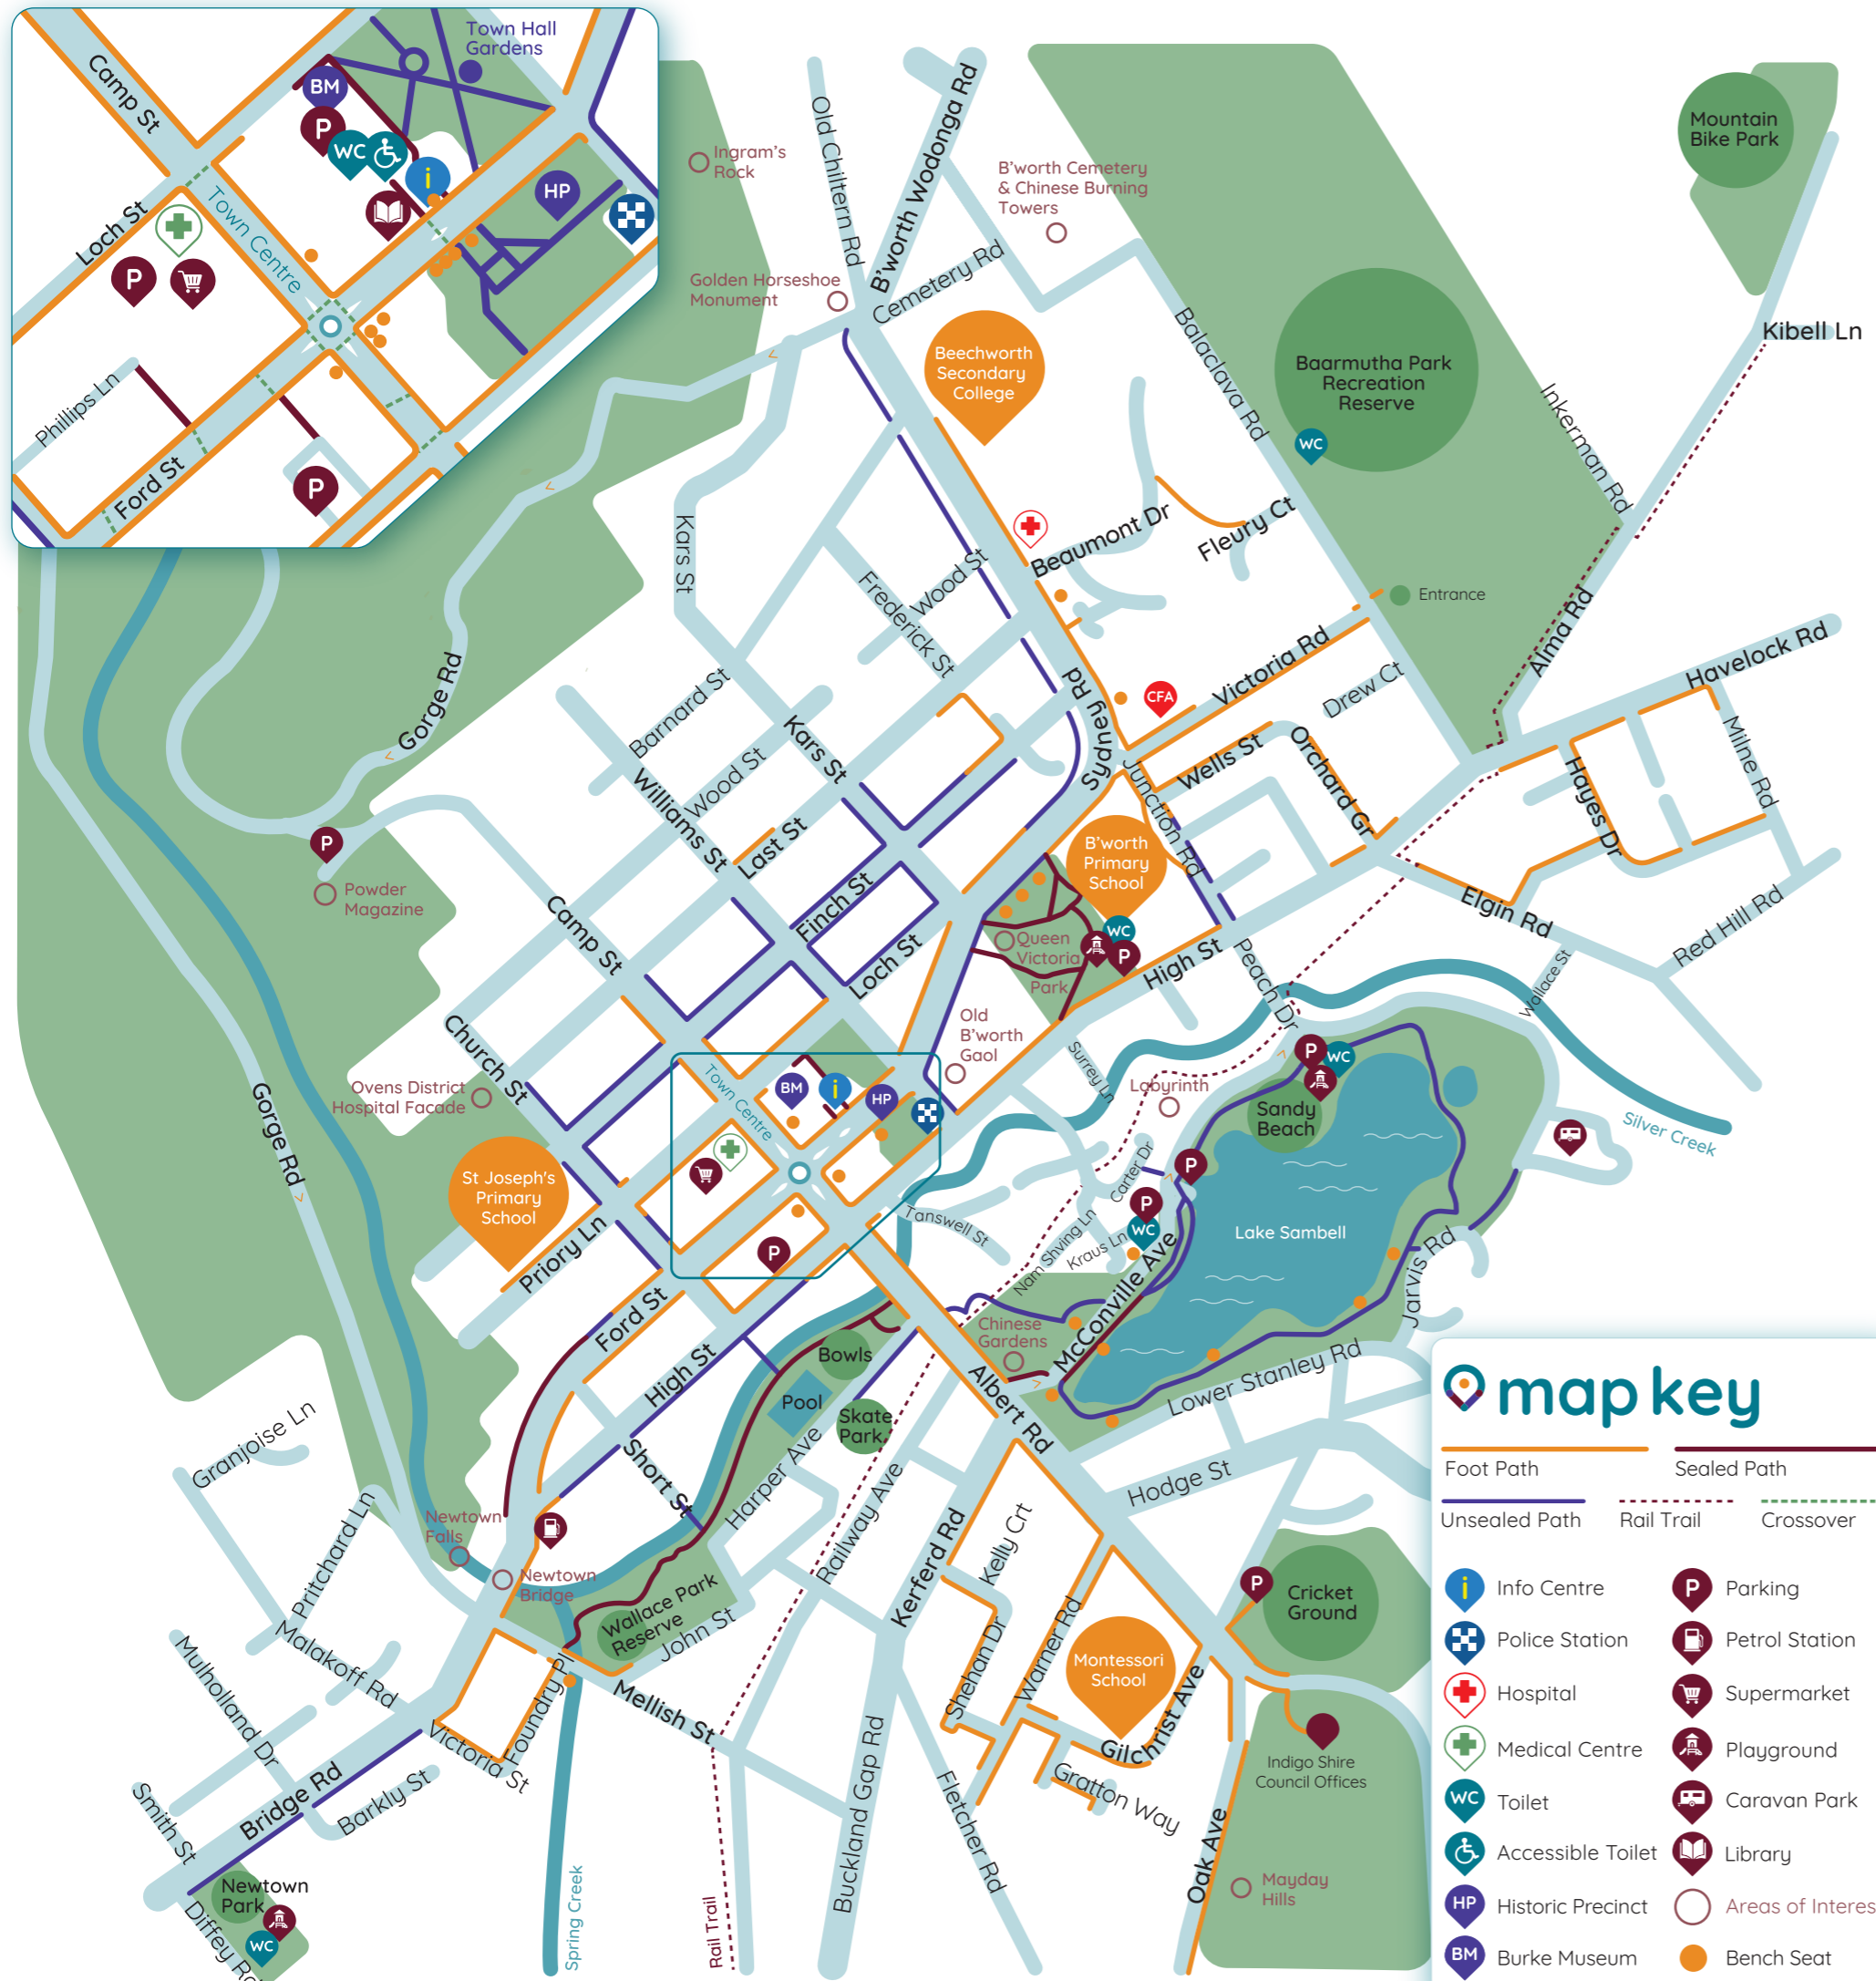 Camp St
Town Hall
Gardens
BM
P
WC
i
HP
Loch St
Town Centre
P
Phillips Ln
Ford St
P
Ingram's
Rock
Old Chiltern Rd
B'worth Wodonga Rd
B'worth Cemetery
& Chinese Burning
Towers
Golden Horseshoe
Monument
Cemetery Rd
Mountain
Bike Park
Kibell Ln
Beechworth
Secondary
College
Balaclava Rd
Baarmutha Park
Recreation
Reserve
WC
Inkerman Rd
Kars St
Beaumont Dr
Fleury Ct
Wood St
Frederick St
Entrance
Alma Rd
Havelock Rd
Victoria Rd
Drew Ct
CFA
Sydney Rd
Gorge Rd
Barnard St
Kars St
Wood St
Williams St
Last St
Junction Rd
Wells St
Orchard Gr
Hayes Dr
Milne Rd
P
Powder
Magazine
B'worth
Primary
School
Camp St
Finch St
Loch St
WC
P
Queen
Victoria
Park
High St
Peach Dr
Elgin Rd
Red Hill Rd
Wallace St
Church St
Old
B'worth
Gaol
Surrey Ln
Labyrinth
Ovens District
Hospital Facade
Town Centre
BM
i
HP
P
WC
Sandy
Beach
Silver Creek
Gorge Rd
St Joseph's
Primary
School
Carter Dr
P
P
WC
Lake Sambell
Tanswell St
Nam Shving Ln
Kraus Ln
Priory Ln
P
McConville Ave
Jarvis Rd
Ford St
High St
Bowls
Pool
Skate
Park
Chinese
Gardens
Albert Rd
Lower Stanley Rd
Hodge St
Granjoise Ln
Short St
Harper Ave
Railway Ave
Pritchard Ln
Newtown
Falls
Newtown
Bridge
Kerferd Rd
Kelly Crt
P
Cricket
Ground
Wallace Park
Reserve
John St
Malakoff Rd
Mulholland Dr
Foundry Pl
Mellish St
Shehan Dr
Warner Rd
Montessori
School
Gilchrist Ave
Victoria St
Gratton Way
Indigo Shire
Council Offices
Smith St
Bridge Rd
Barkly St
Buckland Gap Rd
Fletcher Rd
Oak Ave
Mayday
Hills
Newtown
Park
WC
Diffey Rd
Spring Creek
Rail Trail
map key
Foot Path
Sealed Path
Unsealed Path
Rail Trail
Crossover
i Info Centre
P Parking
Police Station
Petrol Station
Hospital
Supermarket
Medical Centre
Playground
WC Toilet
Caravan Park
Accessible Toilet
Library
HP Historic Precinct
Areas of Interes
BM Burke Museum
Bench Seat